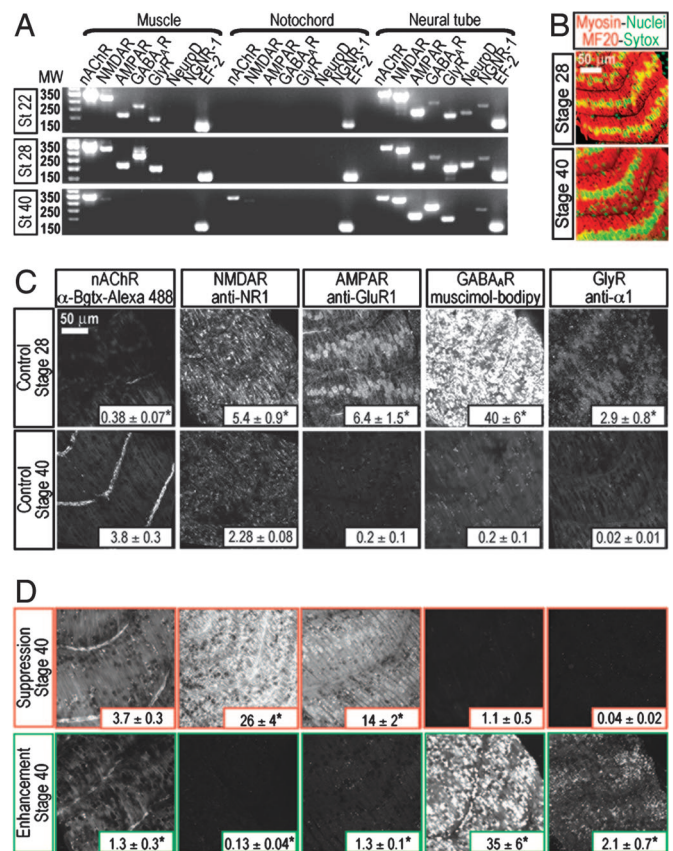 A
Muscle Notochord Neural tube
nAChR NMDAR AMPAR GABAAR GlyR NeuroD NGNR-1 EF-2 nAChR NMDAR AMPAR GABAAR GlyR NeuroD NGNR-1 EF-2 nAChR NMDAR AMPAR GABAAR GlyR NeuroD NGNR-1 EF-2
MW
St 22
350
250
150
St 28
350
250
150
St 40
350
250
150
B
Myosin-Nuclei
MF20-Sytox
50 µm
Stage 28
Stage 40
C
nAChR
α-Bgtx-Alexa 488
NMDAR
anti-NR1
AMPAR
anti-GluR1
GABAAR
muscimol-bodipy
GlyR
anti-α1
50 µm
Control
Stage 28
0.38 ± 0.07* 5.4 ± 0.9* 6.4 ± 1.5* 40 ± 6* 2.9 ± 0.8*
Control
Stage 40
3.8 ± 0.3 2.28 ± 0.08 0.2 ± 0.1 0.2 ± 0.1 0.02 ± 0.01
D
Suppression
Stage 40
3.7 ± 0.3 26 ± 4* 14 ± 2* 1.1 ± 0.5 0.04 ± 0.02
Enhancement
Stage 40
1.3 ± 0.3* 0.13 ± 0.04* 1.3 ± 0.1* 35 ± 6* 2.1 ± 0.7*